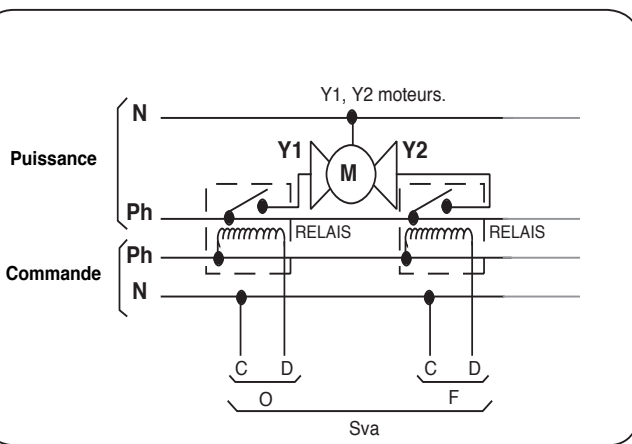 Y1, Y2 moteurs.
N
Y1 Y2
M
Puissance
Ph
RELAIS RELAIS
Ph
Commande
N
C D C D
O F
Sva